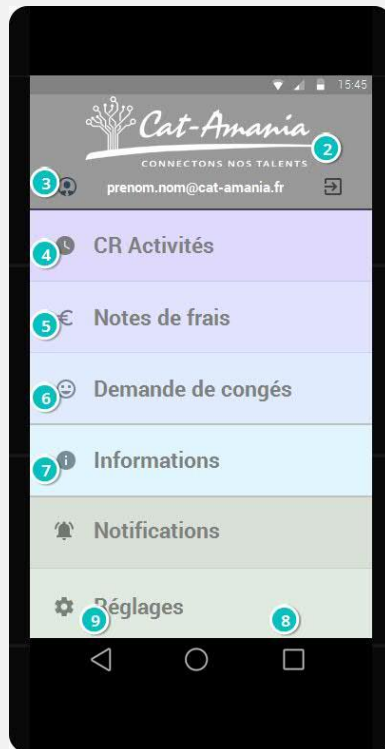 15:45
Cat-Amania
CONNECTONS NOS TALENTS
2
3
prenom.nom@cat-amania.fr
4
CR Activités
5
€ Notes de frais
6
Demande de congés
7
Informations
Notifications
Réglages
9
8